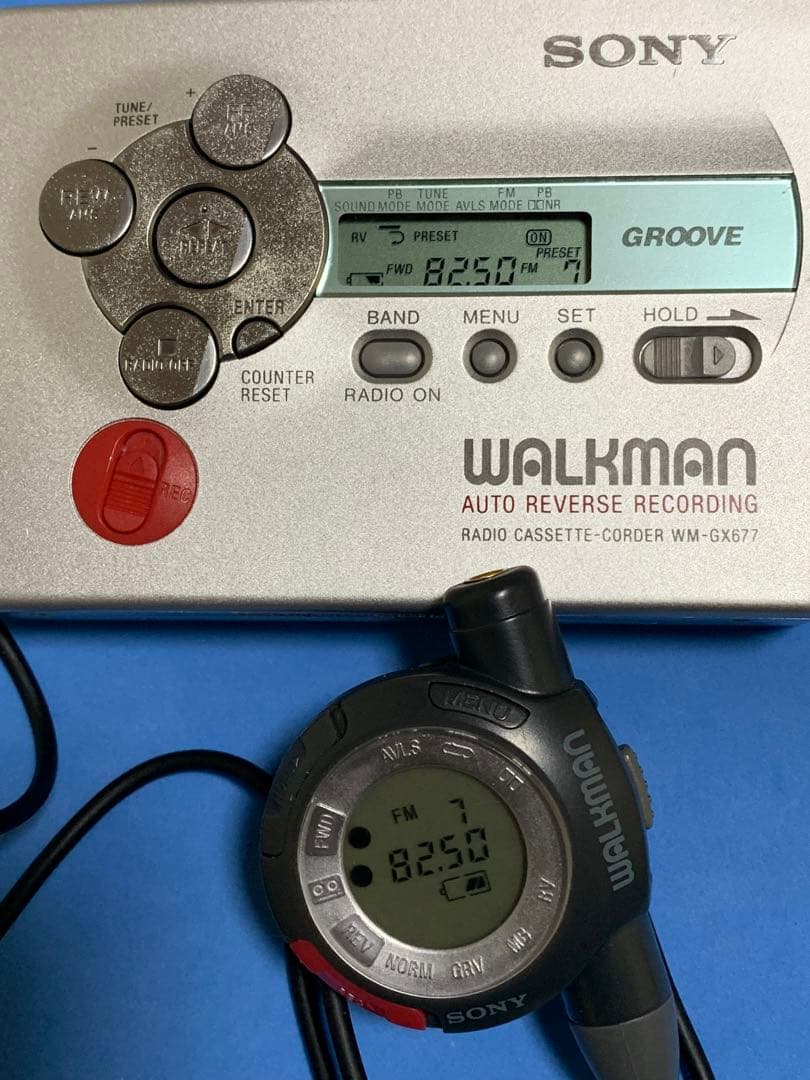 SONY
TUNE/
PRESET
+
-
FF
AMS
REW
AMS
REPEAT
ENTER
RADIO OFF
COUNTER
RESET
PB TUNE FM PB
SOUND MODE MODE AVLS MODE NR
RV PRESET ON
PRESET
FWD 82.50 FM 7
GROOVE
BAND MENU SET HOLD
RADIO ON
REC
WALKMAN
AUTO REVERSE RECORDING
RADIO CASSETTE-CORDER WM-GX677
MENU
WALKMAN
AVLS
FWD
FM 7
82.50
REV
NORM
GRV
MB
RV
SONY